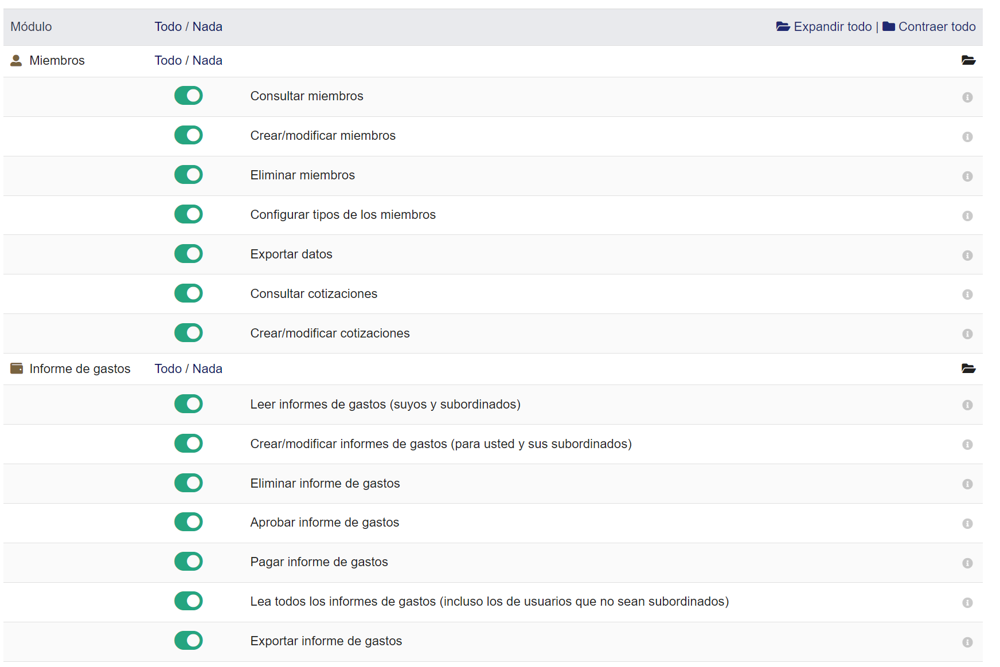 Módulo Todo / Nada Expandir todo | Contraer todo
Miembros Todo / Nada
Consultar miembros
Crear/modificar miembros
Eliminar miembros
Configurar tipos de los miembros
Exportar datos
Consultar cotizaciones
Crear/modificar cotizaciones
Informe de gastos Todo / Nada
Leer informes de gastos (suyos y subordinados)
Crear/modificar informes de gastos (para usted y sus subordinados)
Eliminar informe de gastos
Aprobar informe de gastos
Pagar informe de gastos
Lea todos los informes de gastos (incluso los de usuarios que no sean subordinados)
Exportar informe de gastos